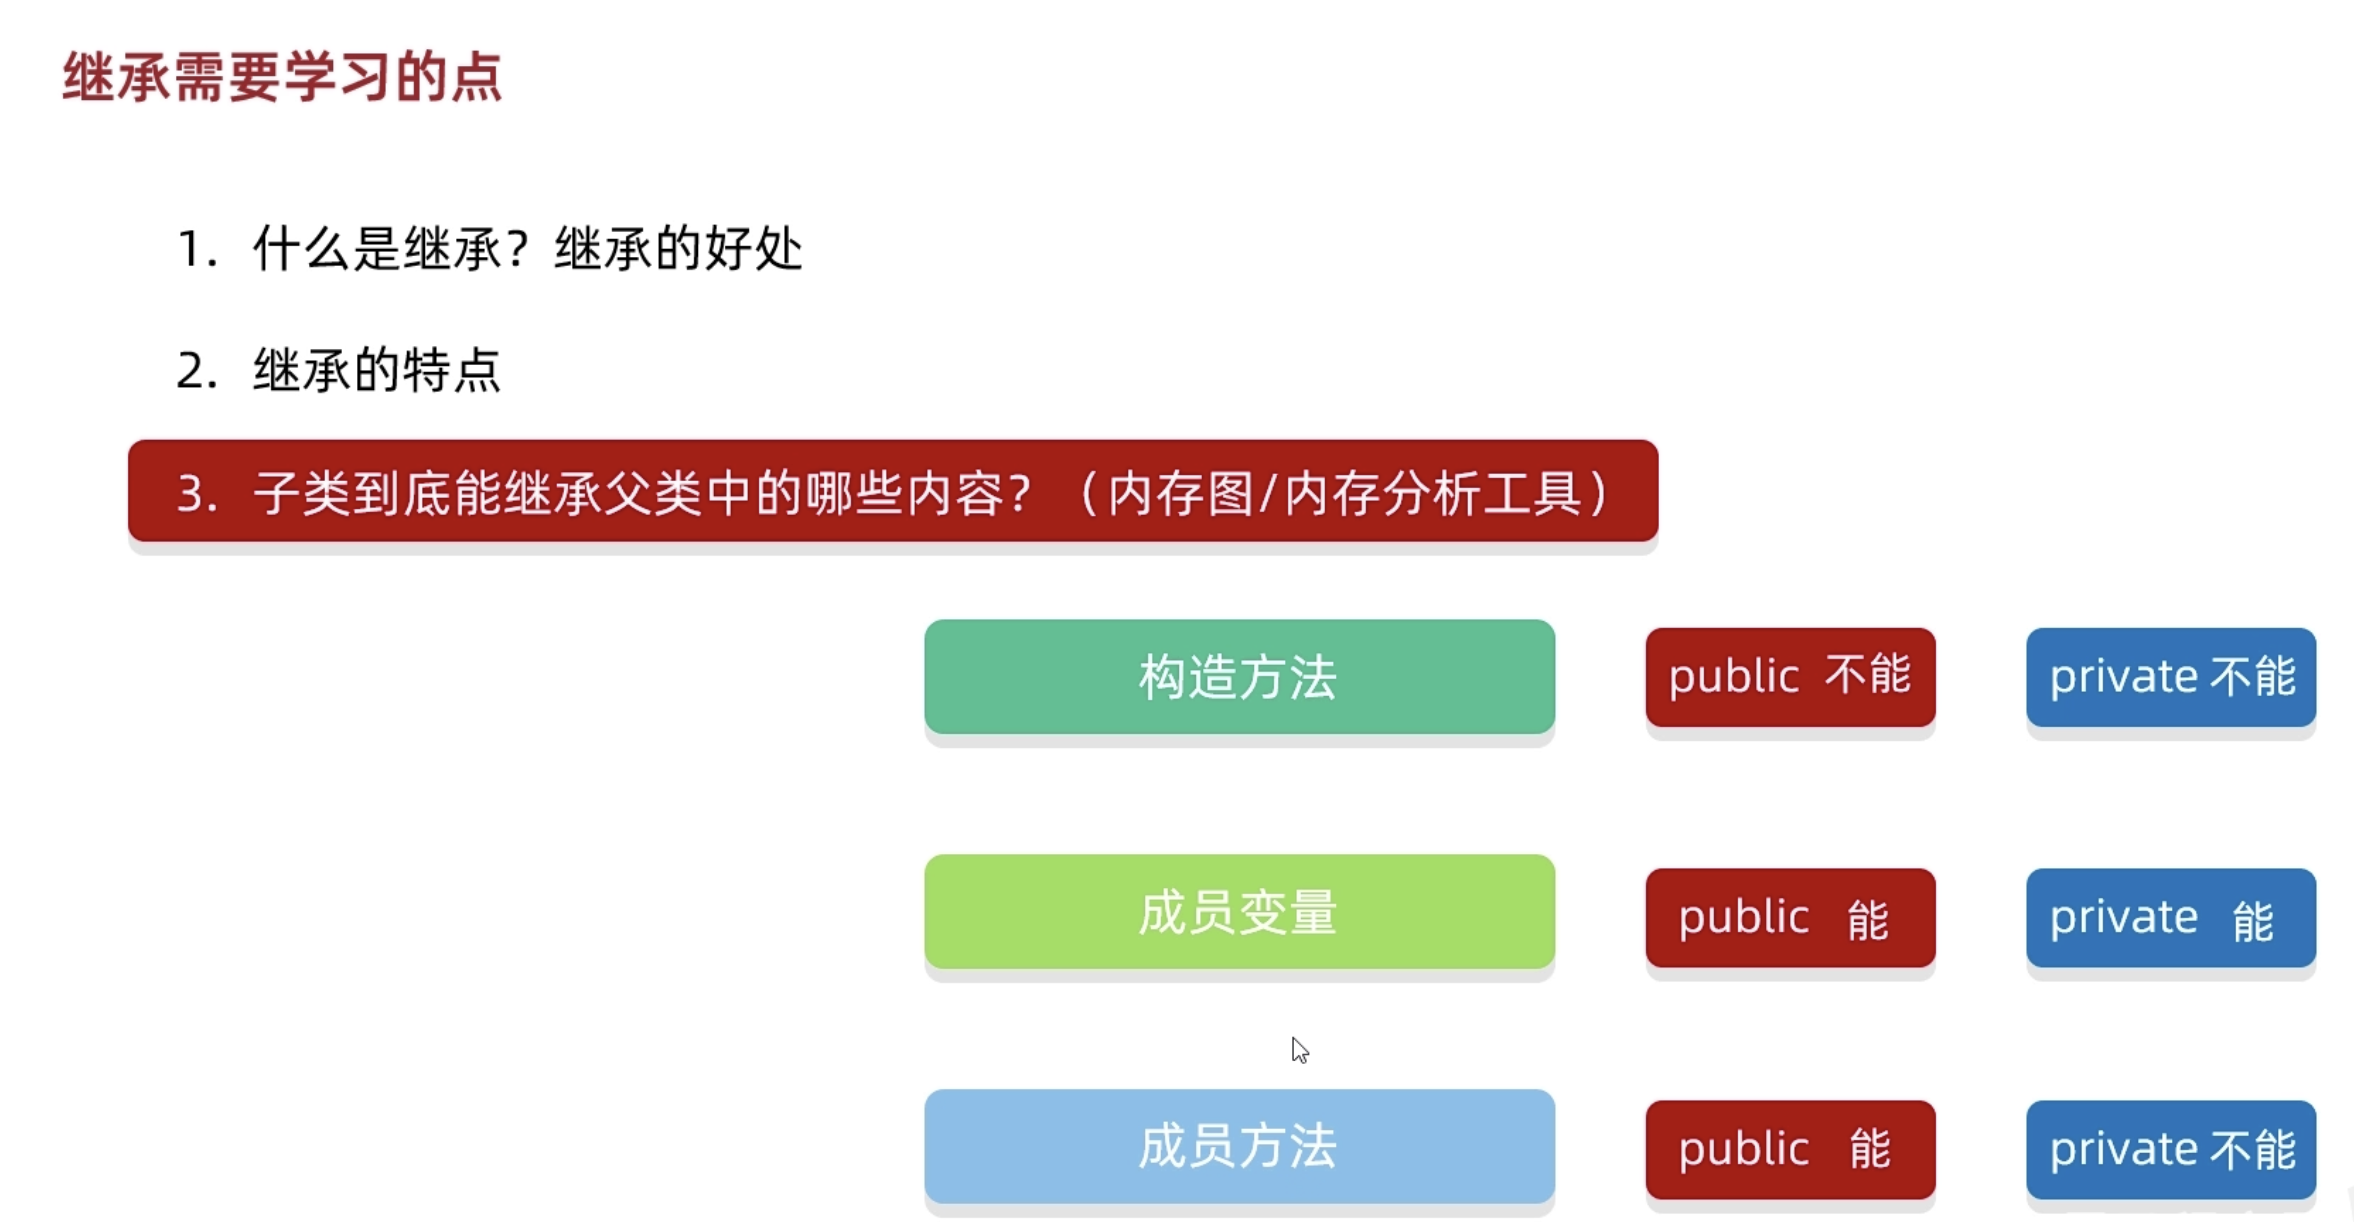 继承需要学习的点
1. 什么是继承？继承的好处
2. 继承的特点
3. 子类到底能继承父类中的哪些内容？（内存图/内存分析工具）
构造方法 public 不能 private 不能
成员变量 public 能 private 能
成员方法 public 能 private 不能